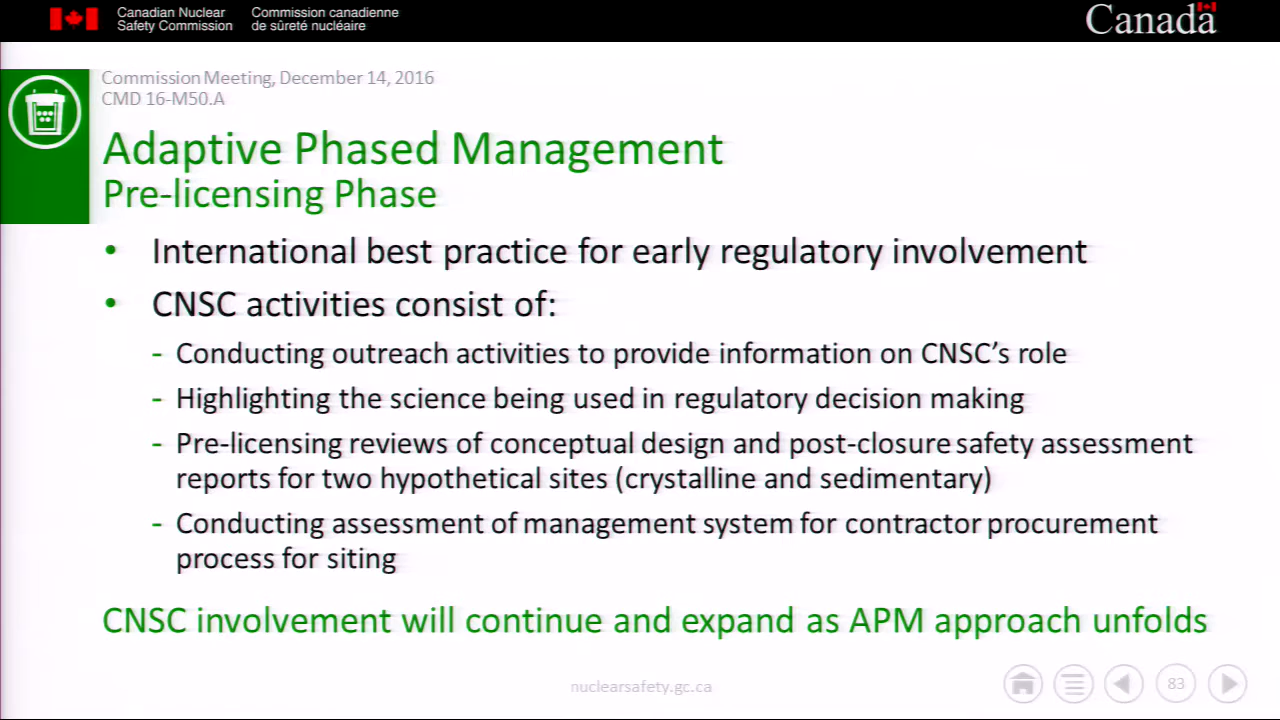 Canadian Nuclear
Safety Commission
Commission canadienne
de sûreté nucléaire
Canada
Commission Meeting, December 14, 2016
CMD 16-M50.A
Adaptive Phased Management
Pre-licensing Phase
• International best practice for early regulatory involvement
• CNSC activities consist of:
- Conducting outreach activities to provide information on CNSC's role
- Highlighting the science being used in regulatory decision making
- Pre-licensing reviews of conceptual design and post-closure safety assessment
reports for two hypothetical sites (crystalline and sedimentary)
- Conducting assessment of management system for contractor procurement
process for siting
CNSC involvement will continue and expand as APM approach unfolds
nuclearsafety.gc.ca
83